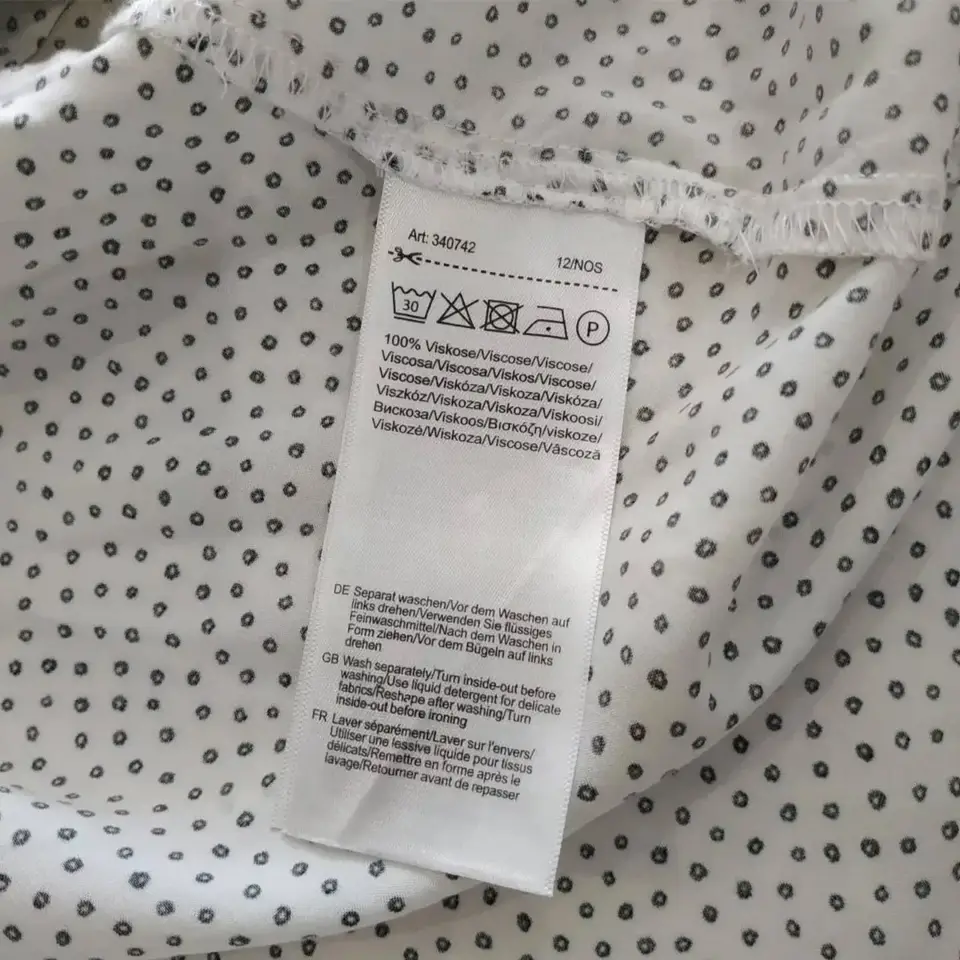 Art: 340742
12/NOS
30 P
100% Viskose/Viscose/Viscose/
Viscosa/Viscosa/Viskos/Viscose/
Viscose/Viskóza/Viskoza/Viskóza/
Viszkóz/Viskoza/Viskoza/Viskoosi/
Вискоза/Viskoos/Βισκόζη/viskoze/
Viskozé/Wiskoza/Viscose/Vâscoză
DE Separat waschen/Vor dem Waschen auf
links drehen/Verwenden Sie flüssiges
Feinwaschmittel/Nach dem Waschen in
Form ziehen/Vor dem Bügeln auf links
drehen
GB Wash separately/Turn inside-out before
washing/Use liquid detergent for delicate
fabrics/Reshape after washing/Turn
inside-out before ironing
FR Laver séparément/Laver sur l'envers/
Utiliser une lessive liquide pour tissus
délicats/Remettre en forme après le
lavage/Retourner avant de repasser